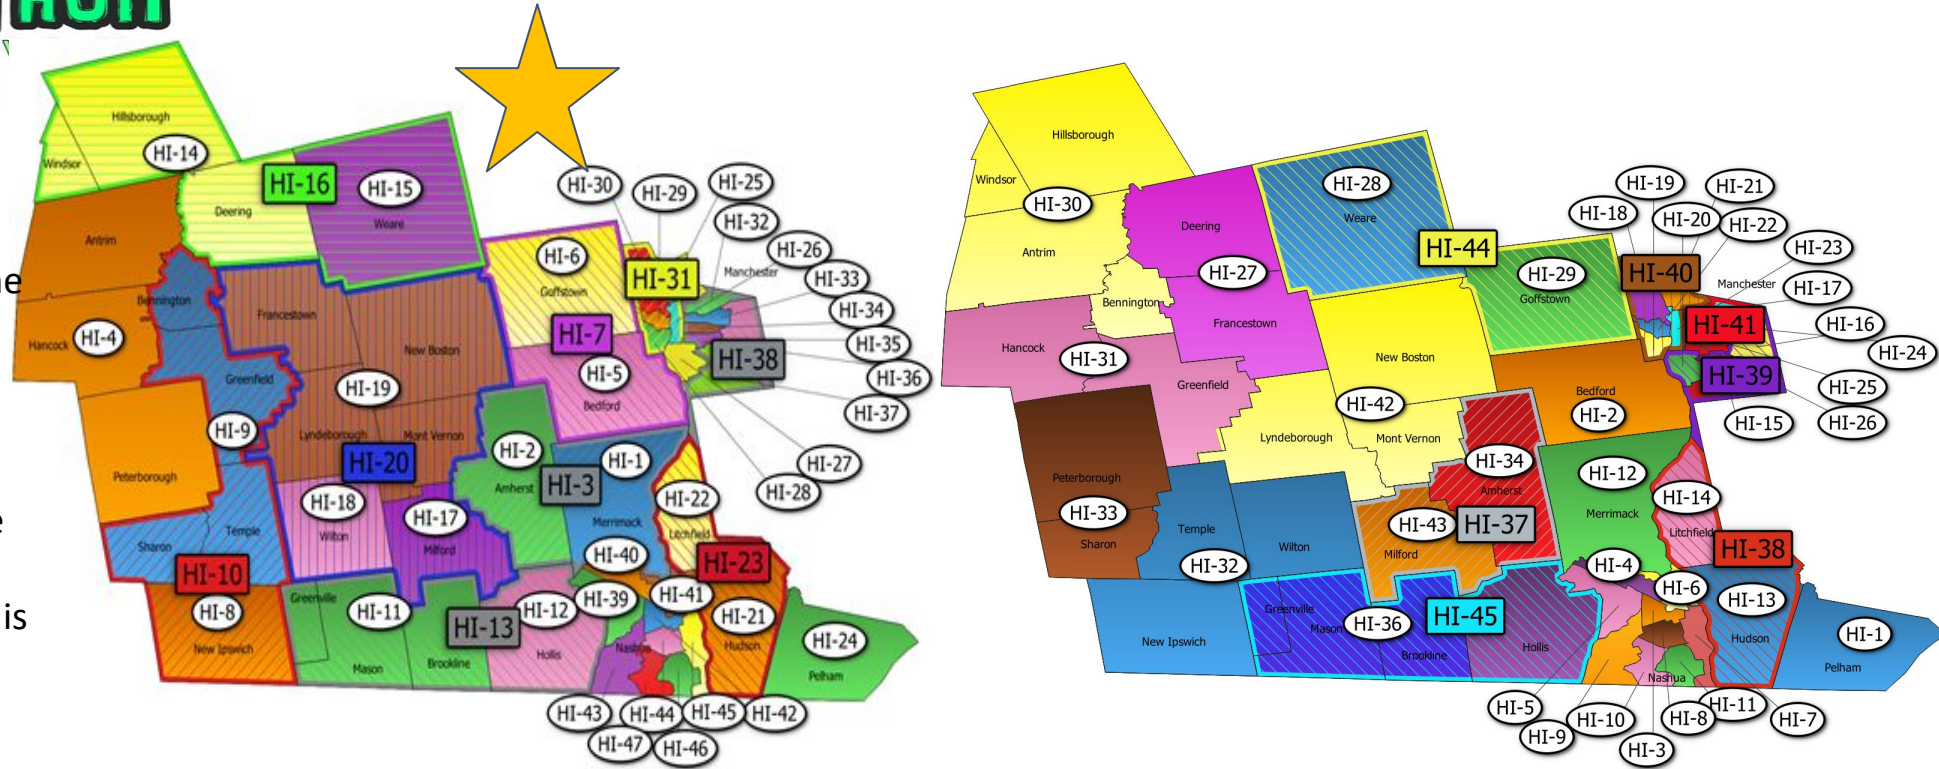 Hillsborough
Windsor
HI-14
HI-16
HI-15
Deering
Weare
Antrim
HI-6
Goffstown
HI-30
HI-29
HI-25
HI-32
HI-26
HI-31
Manchester
HI-33
HI-34
HI-7
HI-35
HI-38
HI-36
HI-37
Bennington
Francestown
Hancock
HI-4
New Boston
Greenfield
HI-19
HI-5
Bedford
HI-9
Lyndeborough
Mont Vernon
HI-20
HI-2
HI-1
HI-3
Amherst
HI-27
HI-28
Peterborough
HI-18
HI-17
HI-22
Merrimack
Litchfield
Sharon
Temple
Wilton
Milford
HI-10
HI-40
HI-23
HI-8
Greenville
HI-11
HI-13
HI-12
HI-39
HI-41
HI-21
HI-24
New Ipswich
Mason
Brookline
Hollis
Nashua
Hudson
Pelham
HI-43
HI-44
HI-45
HI-42
HI-47
HI-46
is
Hillsborough
Windsor
HI-30
Antrim
Deering
HI-28
Weare
HI-44
HI-29
Goffstown
HI-19
HI-21
HI-18
HI-20
HI-22
HI-23
HI-40
Manchester
HI-17
HI-41
HI-16
HI-24
HI-39
HI-25
HI-15
HI-26
HI-27
Bennington
Francestown
Hancock
HI-31
Greenfield
New Boston
HI-42
Bedford
HI-2
Lyndeborough
Mont Vernon
HI-34
Amherst
HI-12
Merrimack
HI-14
Litchfield
Peterborough
HI-33
Sharon
Temple
HI-32
Wilton
HI-43
HI-37
Milford
HI-38
HI-4
HI-6
HI-13
Hudson
Greenville
Mason
HI-36
HI-45
Brookline
Hollis
New Ipswich
HI-1
Pelham
Nashua
HI-5
HI-9
HI-10
HI-3
HI-8
HI-11
HI-7